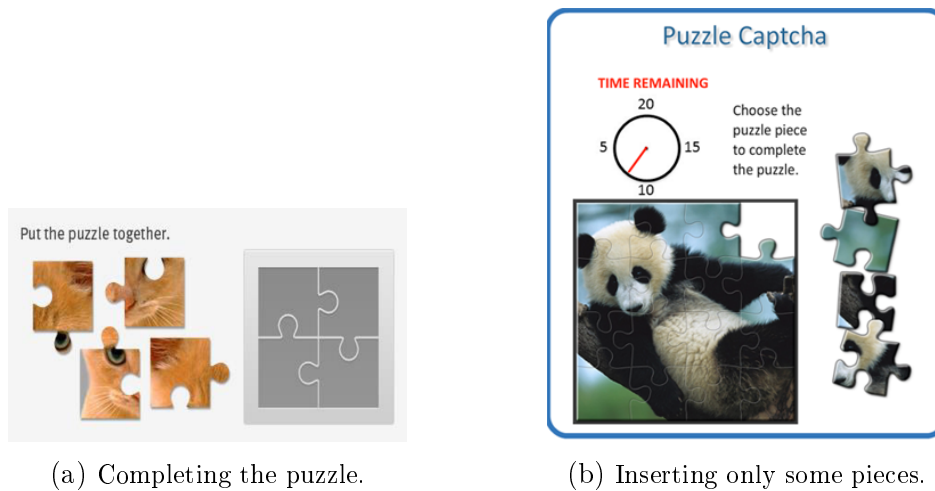 Put the puzzle together.
Puzzle Captcha
TIME REMAINING
20
5
15
10
Choose the
puzzle piece
to complete
the puzzle.
(a) Completing the puzzle.
(b) Inserting only some pieces.